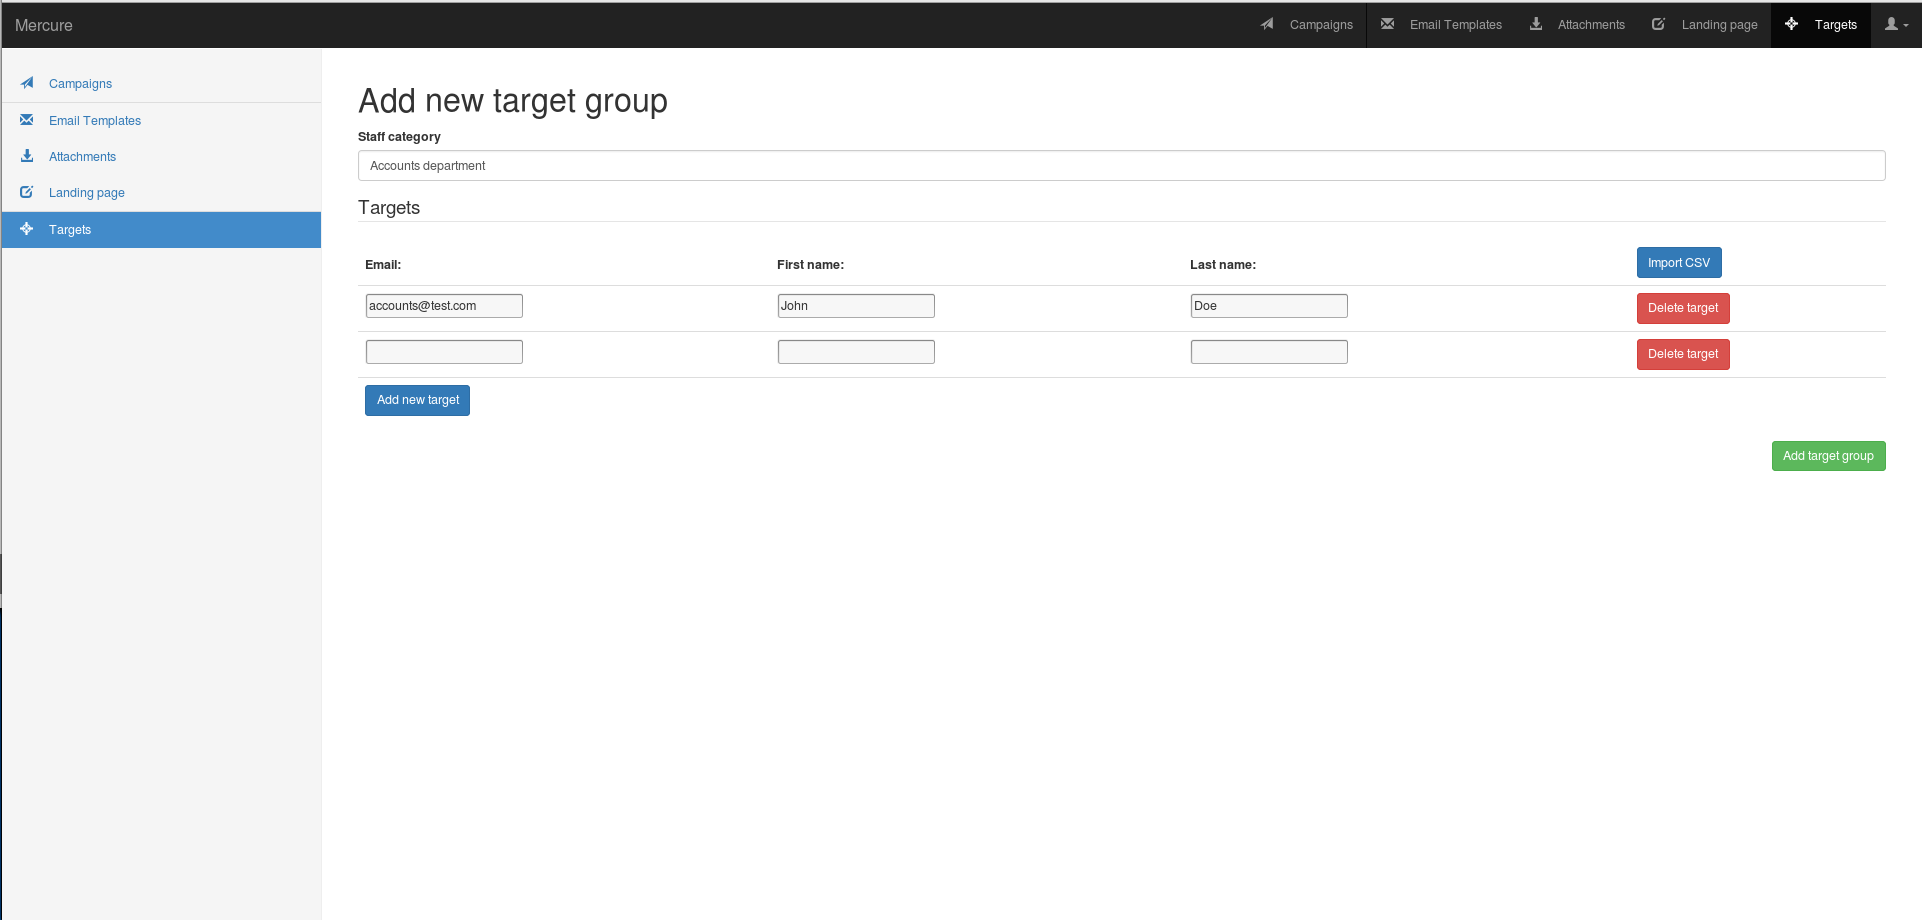 Mercure
Campaigns
Email Templates
Attachments
Landing page
Targets
Campaigns
Email Templates
Attachments
Landing page
Targets
Add new target group
Staff category
Accounts department
Targets
Email: First name: Last name: Import CSV
accounts@test.com John Doe Delete target
Delete target
Add new target
Add target group